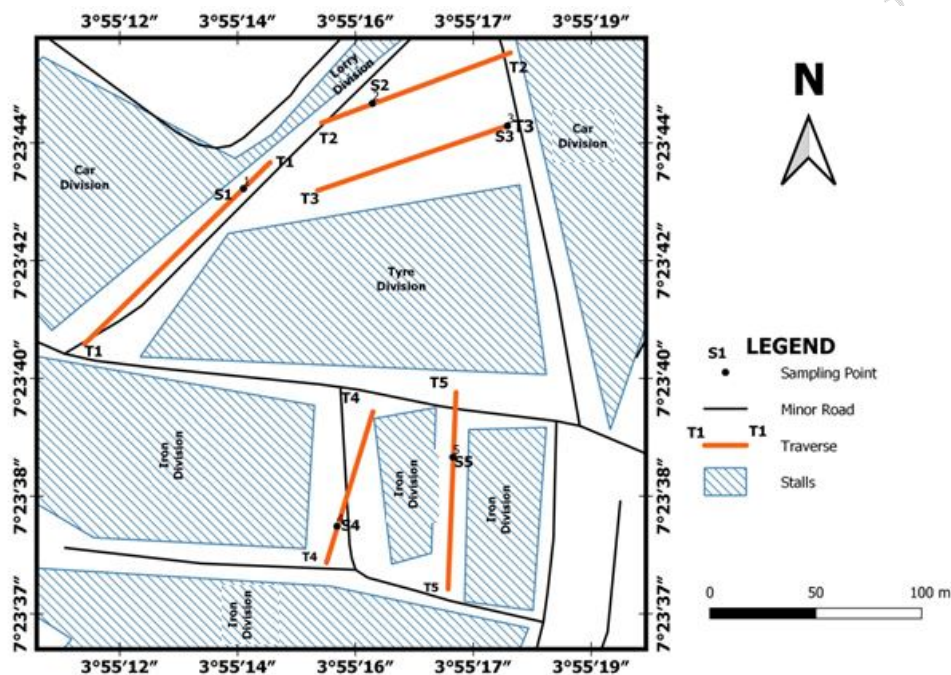 3°55′12″ 3°55′14″ 3°55′16″ 3°55′17″ 3°55′19″
7°23′44″
7°23′42″
7°23′40″
7°23′38″
7°23′37″
Lorry
Division
S2
2
T2
T2
3
T3
S3
T3
Car
Division
Car
Division
T1
1
S1
T1
Tyre
Division
T5
T4
Iron
Division
Iron
Division
5
S5
Iron
Division
S4
T4
T5
Iron
Division
7°23′44″
7°23′42″
7°23′40″
7°23′38″
7°23′37″
3°55′12″ 3°55′14″ 3°55′16″ 3°55′17″ 3°55′19″
N
LEGEND
S1 Sampling Point
Minor Road
T1 T1 Traverse
Stalls
0 50 100 m